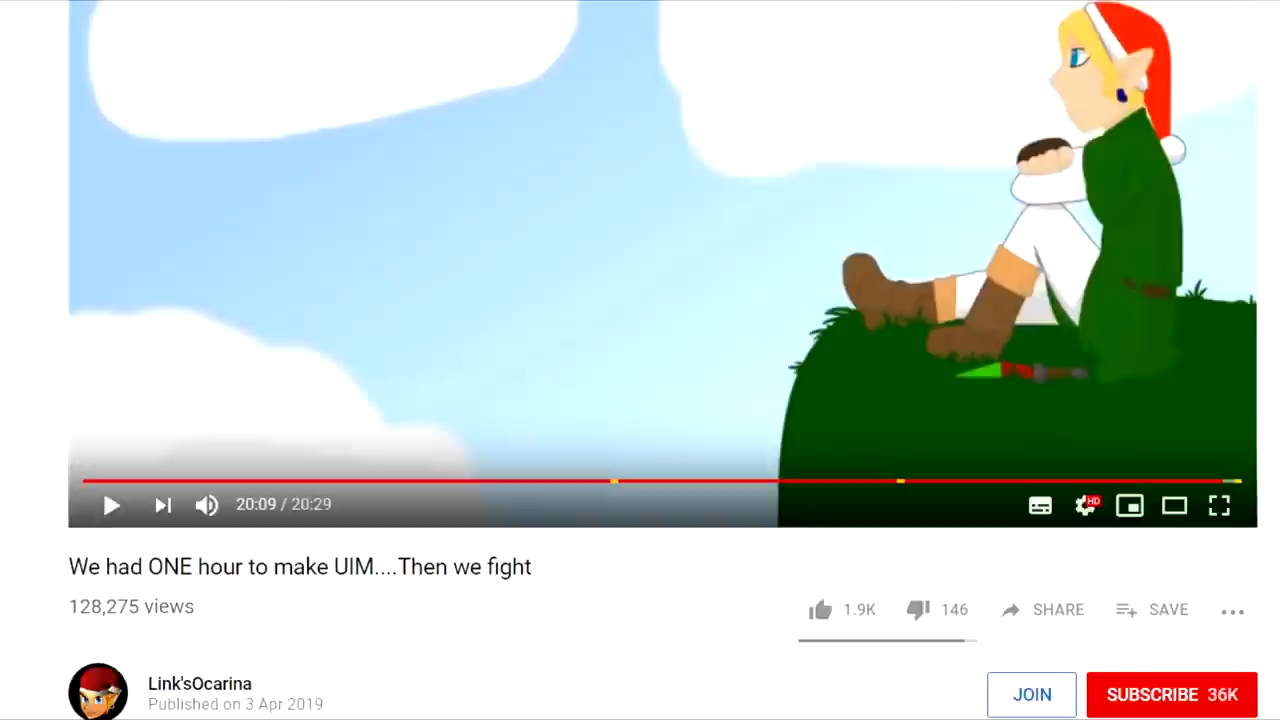 20:09 / 20:29
HD
We had ONE hour to make UIM....Then we fight
128,275 views
1.9K 146 SHARE SAVE
Link'sOcarina
Published on 3 Apr 2019
JOIN SUBSCRIBE 36K